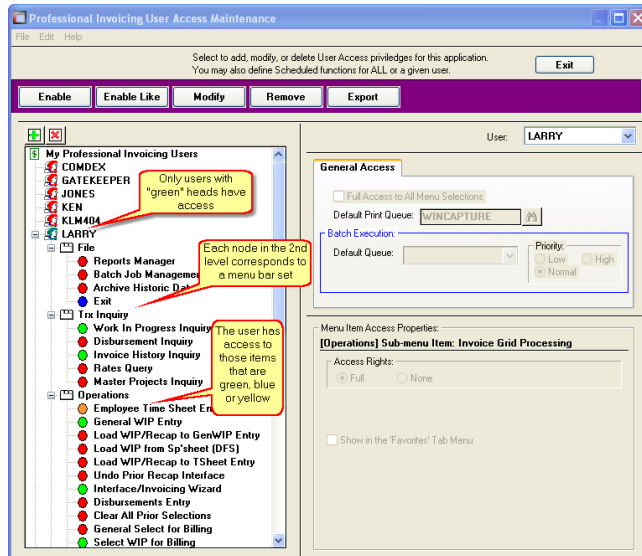 Professional Invoicing User Access Maintenance
File Edit Help
Select to add, modify, or delete User Access priviledges for this application.
You may also define Scheduled functions for ALL or a given user.
Exit
Enable
Enable Like
Modify
Remove
Export
My Professional Invoicing Users
COMDEX
GATEKEEPER
JONES
KEN
KLM404
LARRY
File
Reports Manager
Batch Job Manageme
Archive Historic Dat
Exit
Trx Inquiry
Work In Progress Inquiry
Disbursement Inquiry
Invoice History Inquiry
Rates Query
Master Projects Inquiry
Operations
Employee Time Sheet En
General WIP Entry
Load WIP/Recap to GenWIP Entry
Load WIP from Sp'sheet (DFS)
Load WIP/Recap to TSheet Entry
Undo Prior Recap Interface
Interface/Invoicing Wizard
Disbursements Entry
Clear All Prior Selections
General Select for Billing
Select WIP for Billing
Only users with
"green" heads have
access
Each node in the 2nd
level corresponds to
a menu bar set
The user has
access to
those items
that are
green, blue
or yellow
User: LARRY
General Access
Full Access to All Menu Selections
Default Print Queue: WINCAPTURE
Batch Execution:
Default Queue:
Priority:
Low High
Normal
Menu Item Access Properties:
[Operations] Sub-menu Item: Invoice Grid Processing
Access Rights:
Full None
Show in the 'Favorites' Tab Menu